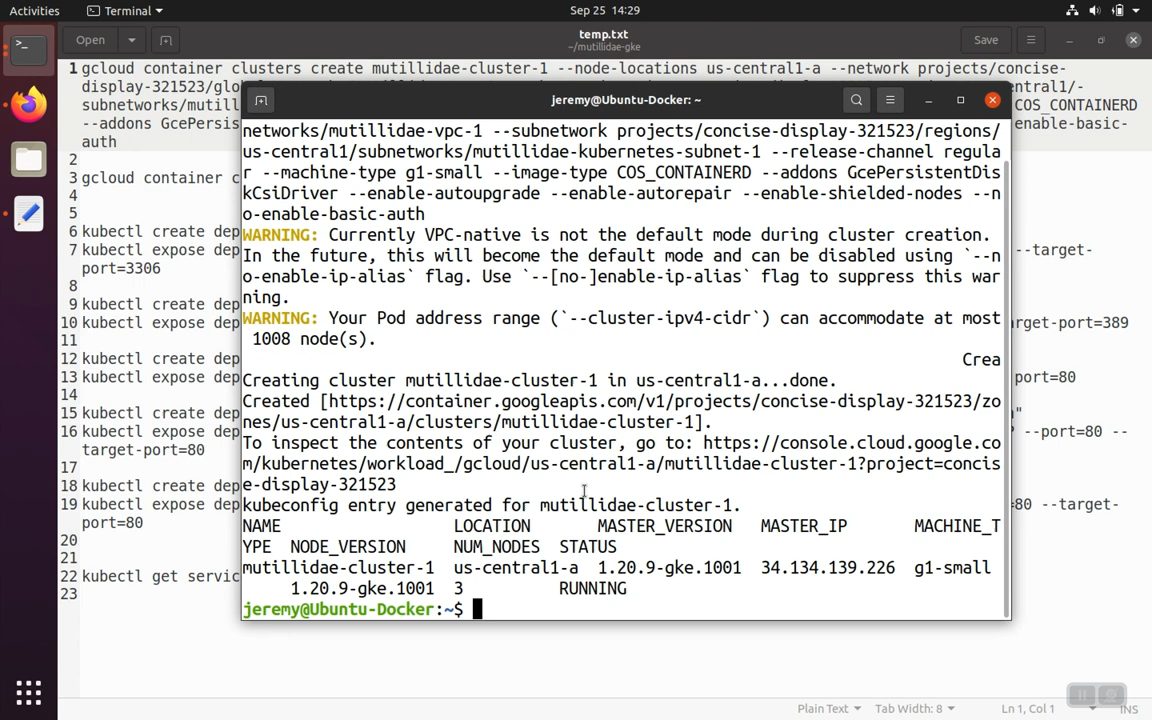 Activities
Terminal
Sep 25 14:29
Open
temp.txt
~/mutillidae-gke
Save
1 gcloud container clusters create mutillidae-cluster-1 --node-locations us-central1-a --network projects/concise-
display-321523/
entral1/-
subnetworks/mutill
COS_CONTAINERD
--addons GcePersis
enable-basic-
auth
2
3 gcloud container c
4
5
6 kubectl create dep
7 kubectl expose dep
--target-
port=3306
8
9 kubectl create dep
10 kubectl expose dep
rget-port=389
11
12 kubectl create dep
13 kubectl expose dep
port=80
14
15 kubectl create dep
16 kubectl expose dep
" --port=80 --
target-port=80
17
18 kubectl create dep
19 kubectl expose dep
=80 --target-
port=80
20
21
22 kubectl get servic
23
jeremy@Ubuntu-Docker: ~
networks/mutillidae-vpc-1 --subnetwork projects/concise-display-321523/regions/
us-central1/subnetworks/mutillidae-kubernetes-subnet-1 --release-channel regula
r --machine-type g1-small --image-type COS_CONTAINERD --addons GcePersistentDis
kCsiDriver --enable-autoupgrade --enable-autorepair --enable-shielded-nodes --n
o-enable-basic-auth
WARNING: Currently VPC-native is not the default mode during cluster creation.
In the future, this will become the default mode and can be disabled using `--n
o-enable-ip-alias` flag. Use `--[no-]enable-ip-alias` flag to suppress this war
ning.
WARNING: Your Pod address range (`--cluster-ipv4-cidr`) can accommodate at most
1008 node(s).
Crea
Creating cluster mutillidae-cluster-1 in us-central1-a...done.
Created [https://container.googleapis.com/v1/projects/concise-display-321523/zo
nes/us-central1-a/clusters/mutillidae-cluster-1].
To inspect the contents of your cluster, go to: https://console.cloud.google.co
m/kubernetes/workload_/gcloud/us-central1-a/mutillidae-cluster-1?project=concis
e-display-321523
kubeconfig entry generated for mutillidae-cluster-1.
NAME LOCATION MASTER_VERSION MASTER_IP MACHINE_T
YPE NODE_VERSION NUM_NODES STATUS
mutillidae-cluster-1 us-central1-a 1.20.9-gke.1001 34.134.139.226 g1-small
1.20.9-gke.1001 3 RUNNING
jeremy@Ubuntu-Docker:~$
Plain Text
Tab Width: 8
Ln 1, Col 1
INS